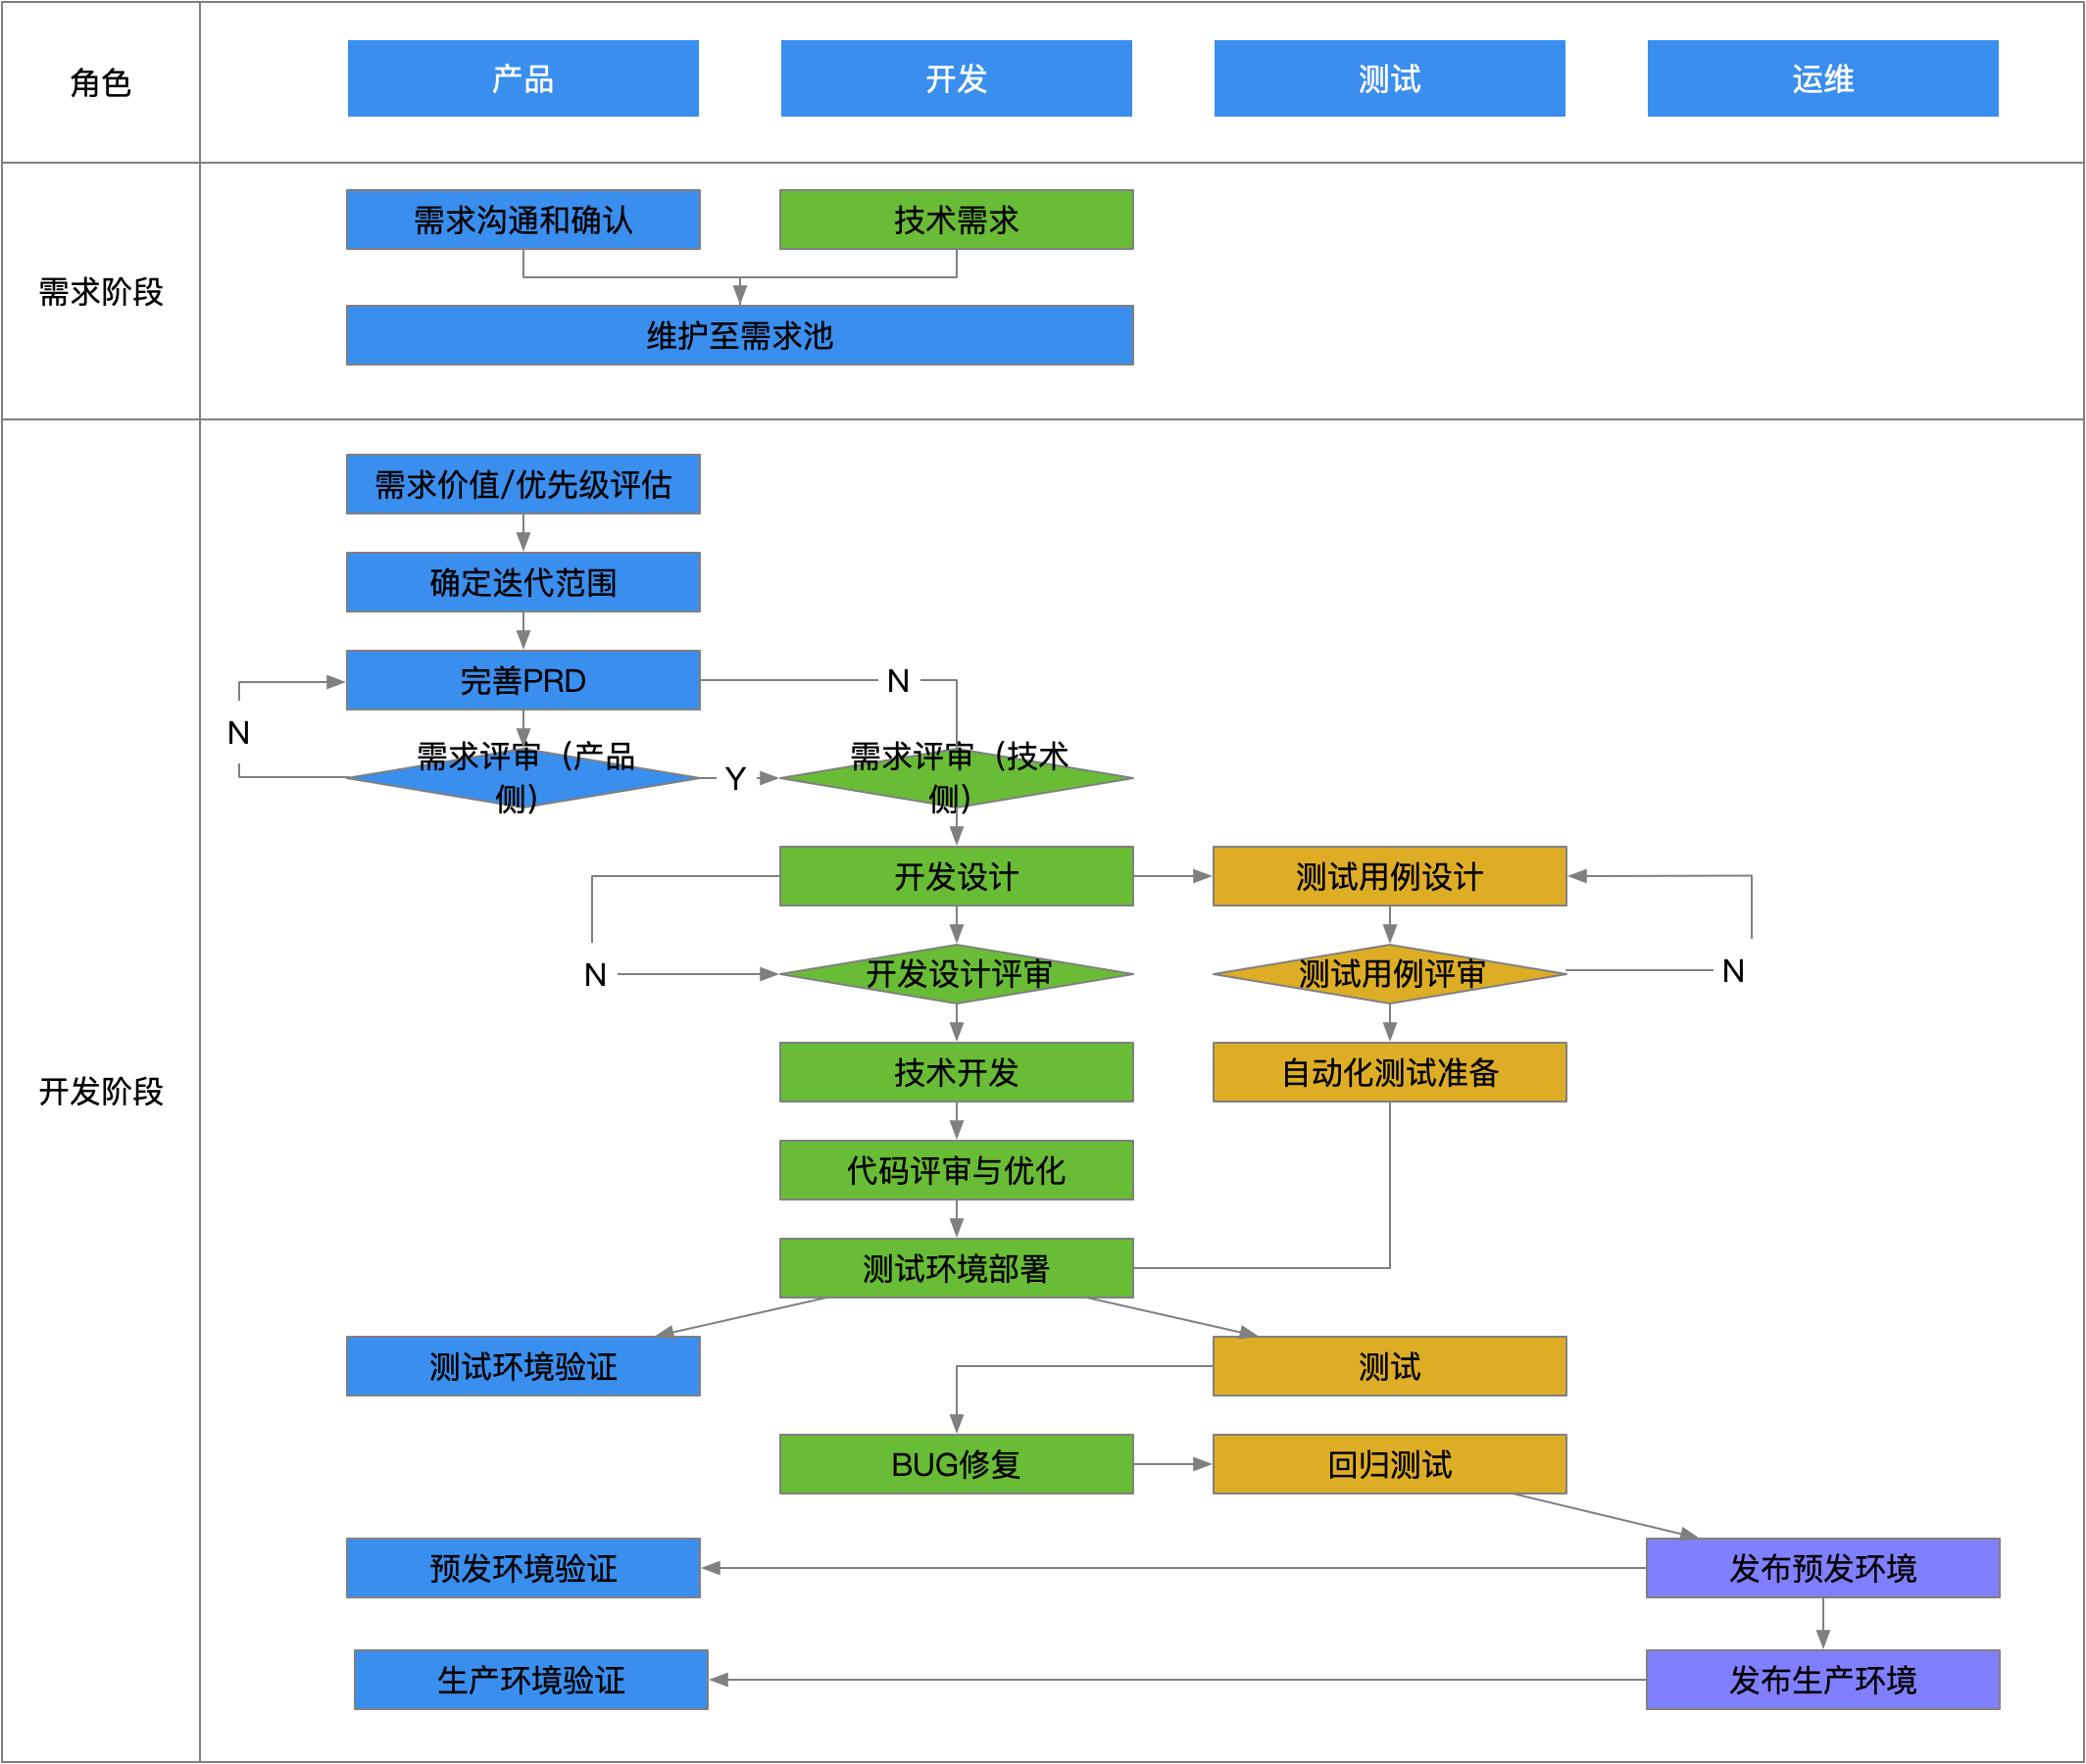 角色
产品
开发
测试
运维
需求阶段
需求沟通和确认
技术需求
维护至需求池
开发阶段
需求价值/优先级评估
确定迭代范围
完善PRD
N
N
需求评审（产品
侧）
Y
需求评审（技术
侧）
开发设计
测试用例设计
N
开发设计评审
测试用例评审
N
技术开发
自动化测试准备
代码评审与优化
测试环境部署
测试环境验证
测试
BUG修复
回归测试
预发环境验证
发布预发环境
生产环境验证
发布生产环境